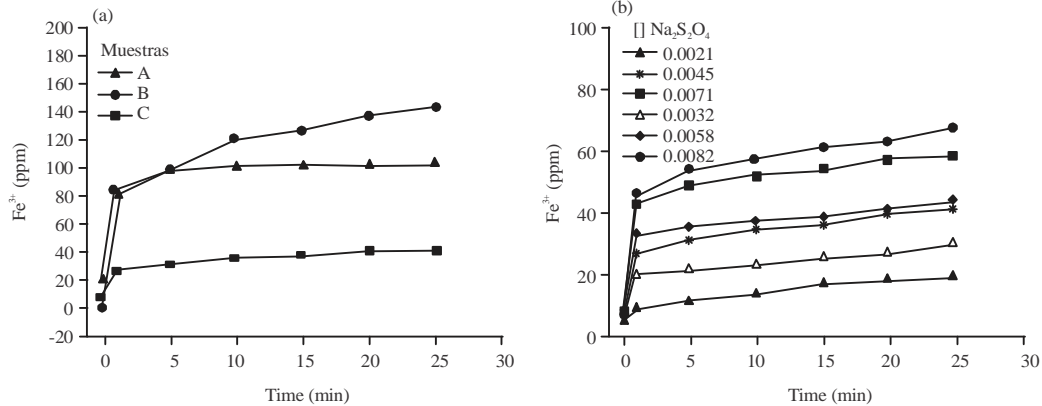 (a)
Muestras
A
B
C
200
180
160
140
120
100
80
60
40
20
0
-20
Fe³⁺ (ppm)
0 5 10 15 20 25 30
Time (min)
(b)
[] Na₂S₂O₄
0.0021
0.0045
0.0071
0.0032
0.0058
0.0082
100
80
60
40
20
0
Fe³⁺ (ppm)
0 5 10 15 20 25 30
Time (min)